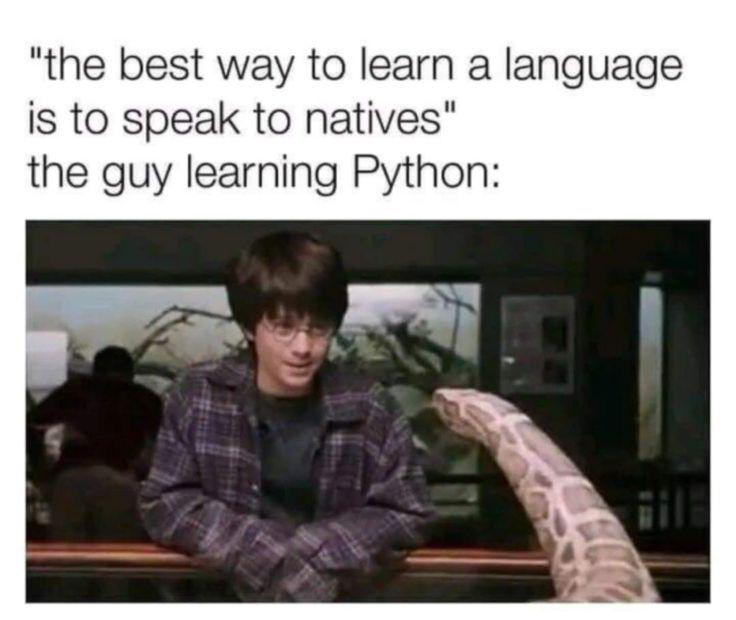 "the best way to learn a language
is to speak to natives"
the guy learning Python: